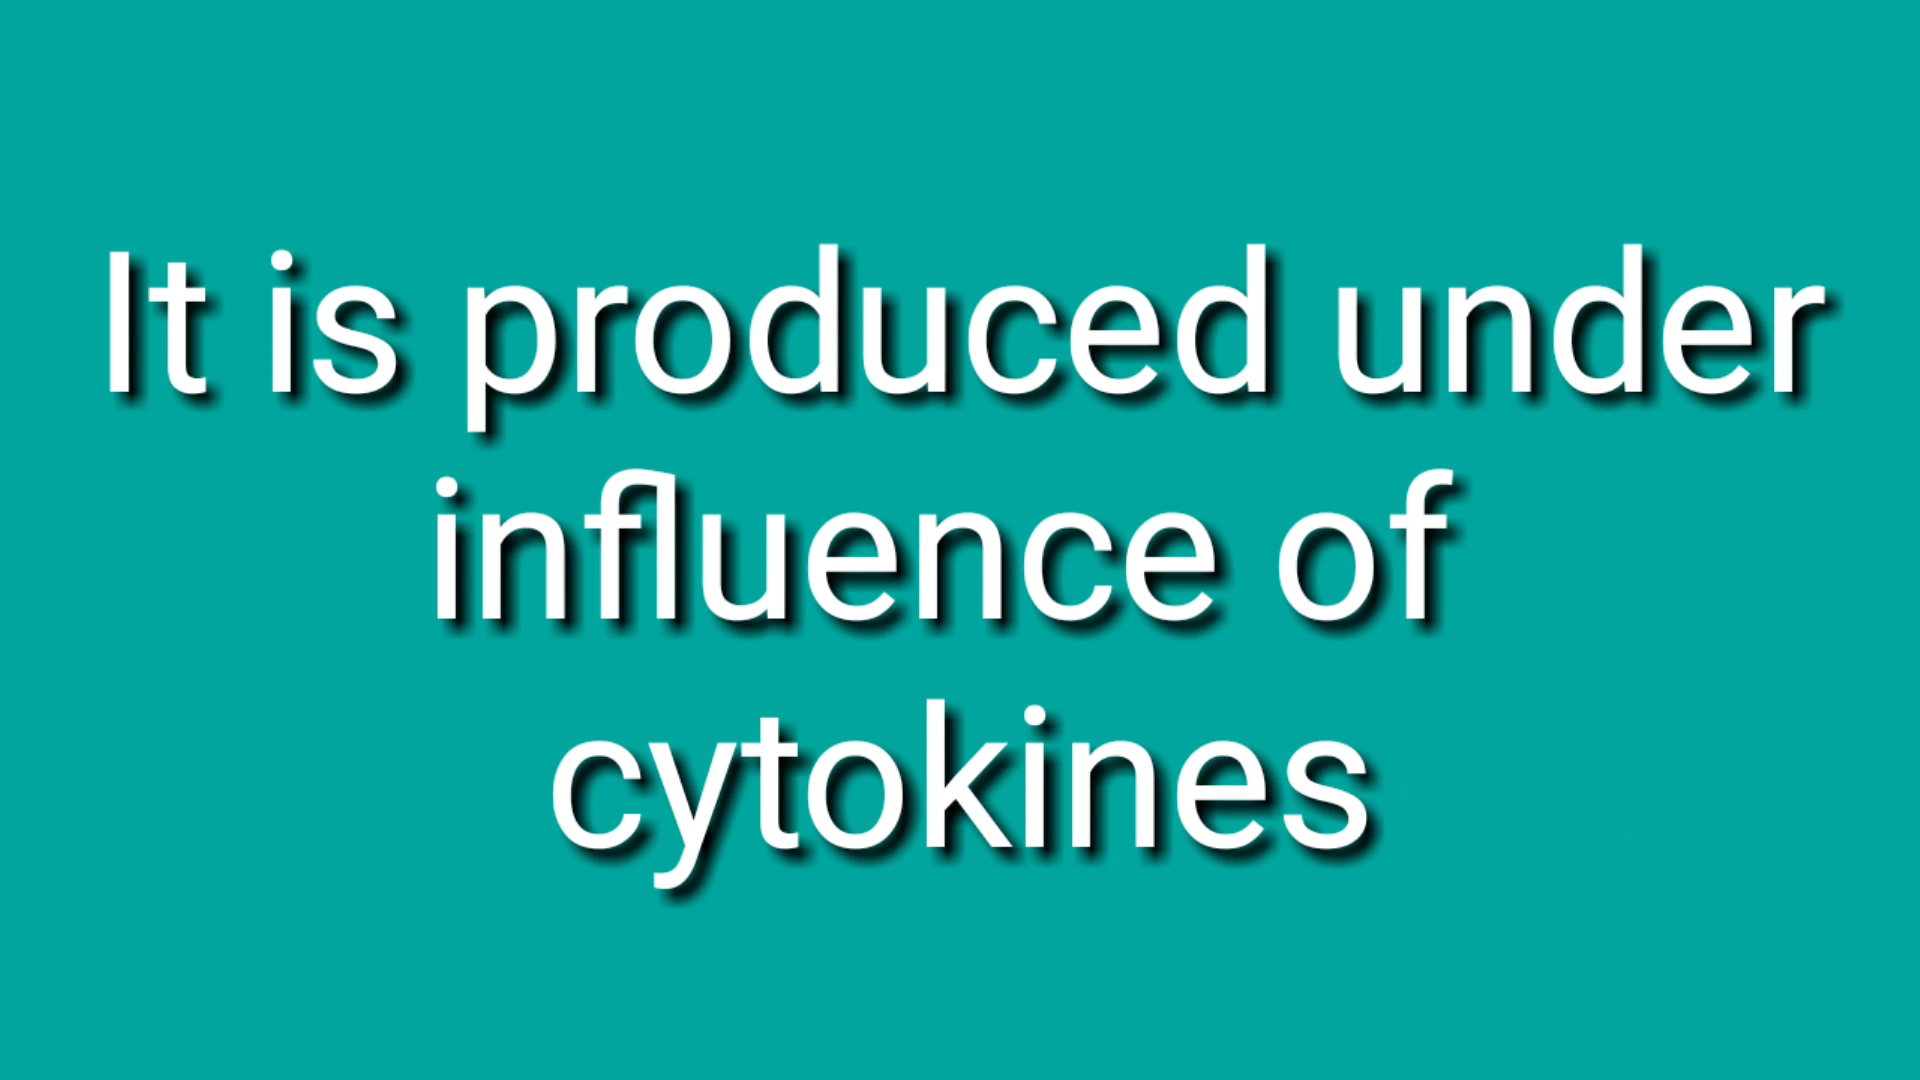 It is produced under
influence of
cytokines